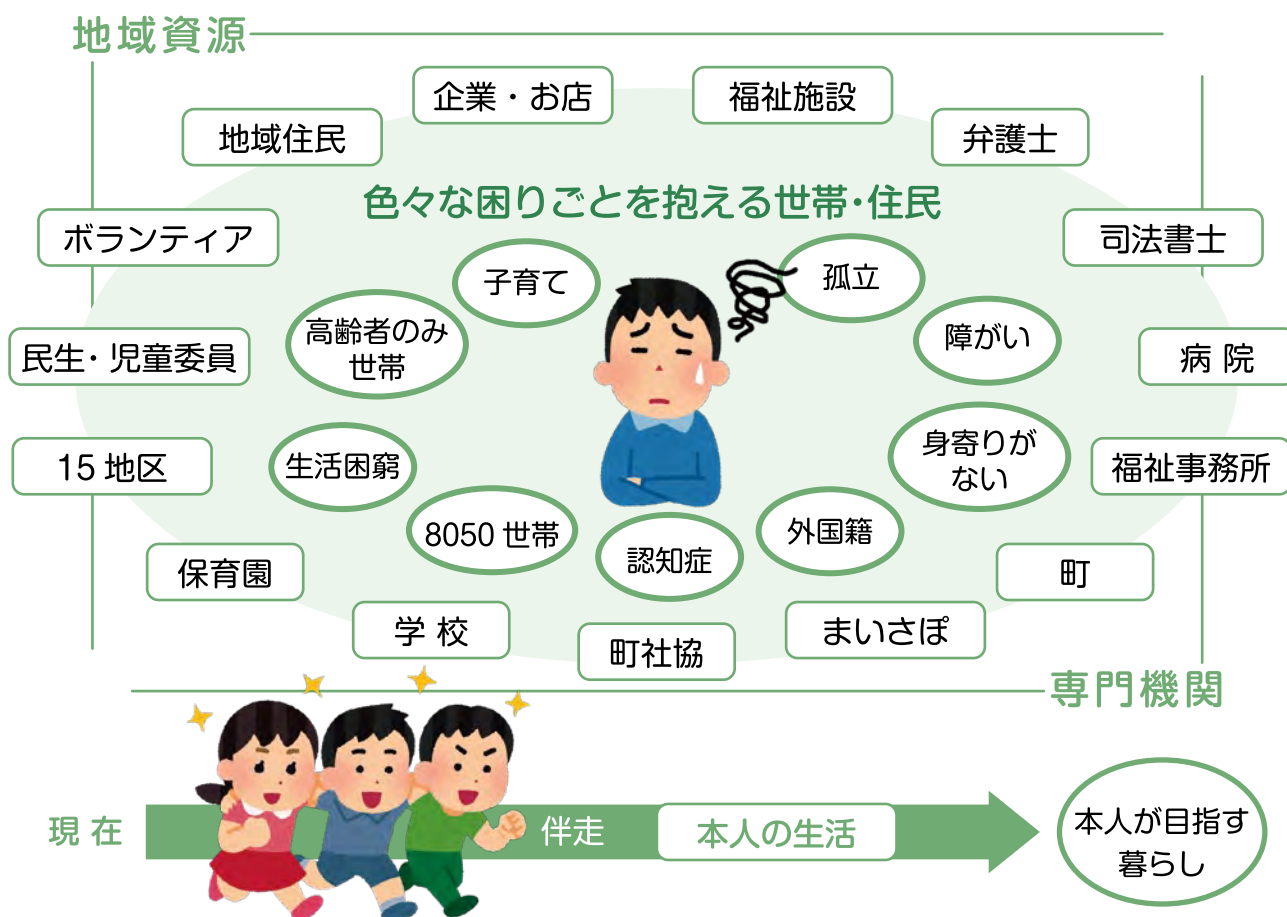 地域資源
企業・お店
福祉施設
地域住民
弁護士
色々な困りごとを抱える世帯・住民
ボランティア
司法書士
子育て
孤立
高齢者のみ
世帯
障がい
民生・児童委員
病 院
身寄りが
ない
15 地区
生活困窮
福祉事務所
8050 世帯
認知症
外国籍
保育園
町
学 校
町社協
まいさぽ
専門機関
現 在
伴走
本人の生活
本人が目指す
暮らし